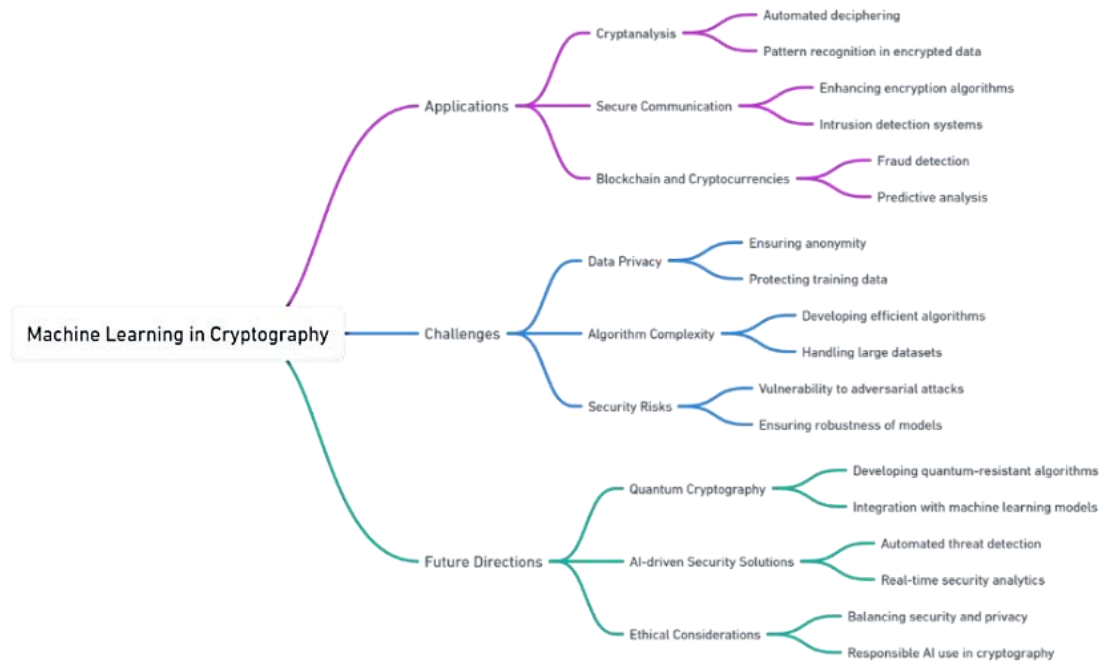 Machine Learning in Cryptography
Applications
Cryptanalysis
Automated deciphering
Pattern recognition in encrypted data
Secure Communication
Enhancing encryption algorithms
Intrusion detection systems
Blockchain and Cryptocurrencies
Fraud detection
Predictive analysis
Challenges
Data Privacy
Ensuring anonymity
Protecting training data
Algorithm Complexity
Developing efficient algorithms
Handling large datasets
Security Risks
Vulnerability to adversarial attacks
Ensuring robustness of models
Future Directions
Quantum Cryptography
Developing quantum-resistant algorithms
Integration with machine learning models
AI-driven Security Solutions
Automated threat detection
Real-time security analytics
Ethical Considerations
Balancing security and privacy
Responsible AI use in cryptography